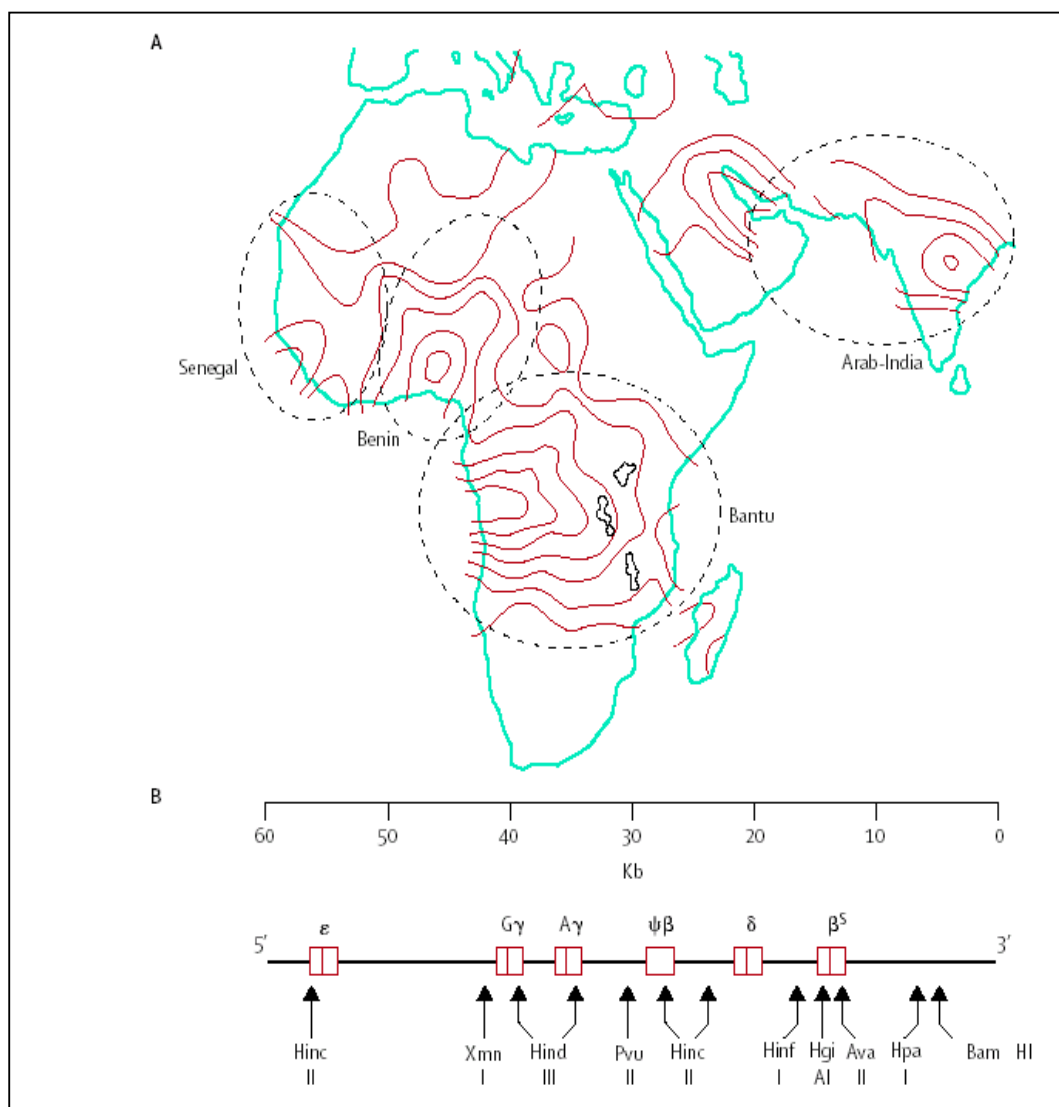 A
Senegal
Benin
Arab-India
Bantu
B
60 50 40 30 20 10 0
Kb
ε Gγ Aγ ψβ δ βS
5′ 3′
Hinc Xmn Hind Pvu Hinc Hinf Hgi Ava Hpa Bam HI
II I III II II I AI II I